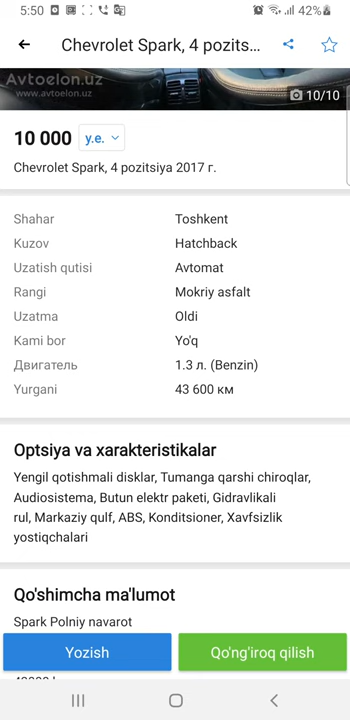 5:50
42%
Chevrolet Spark, 4 pozits...
Avtoelon.uz
www.avtoelon.uz
10/10
10 000 y.e.
Chevrolet Spark, 4 pozitsiya 2017 г.
Shahar Toshkent
Kuzov Hatchback
Uzatish qutisi Avtomat
Rangi Mokriy asfalt
Uzatma Oldi
Kami bor Yo'q
Двигатель 1.3 л. (Benzin)
Yurgani 43 600 км
Optsiya va xarakteristikalar
Yengil qotishmali disklar, Tumanga qarshi chiroqlar,
Audiosistema, Butun elektr paketi, Gidravlikali
rul, Markaziy qulf, ABS, Konditsioner, Xavfsizlik
yostiqchalari
Qo'shimcha ma'lumot
Spark Polniy navarot
Yozish Qo'ng'iroq qilish